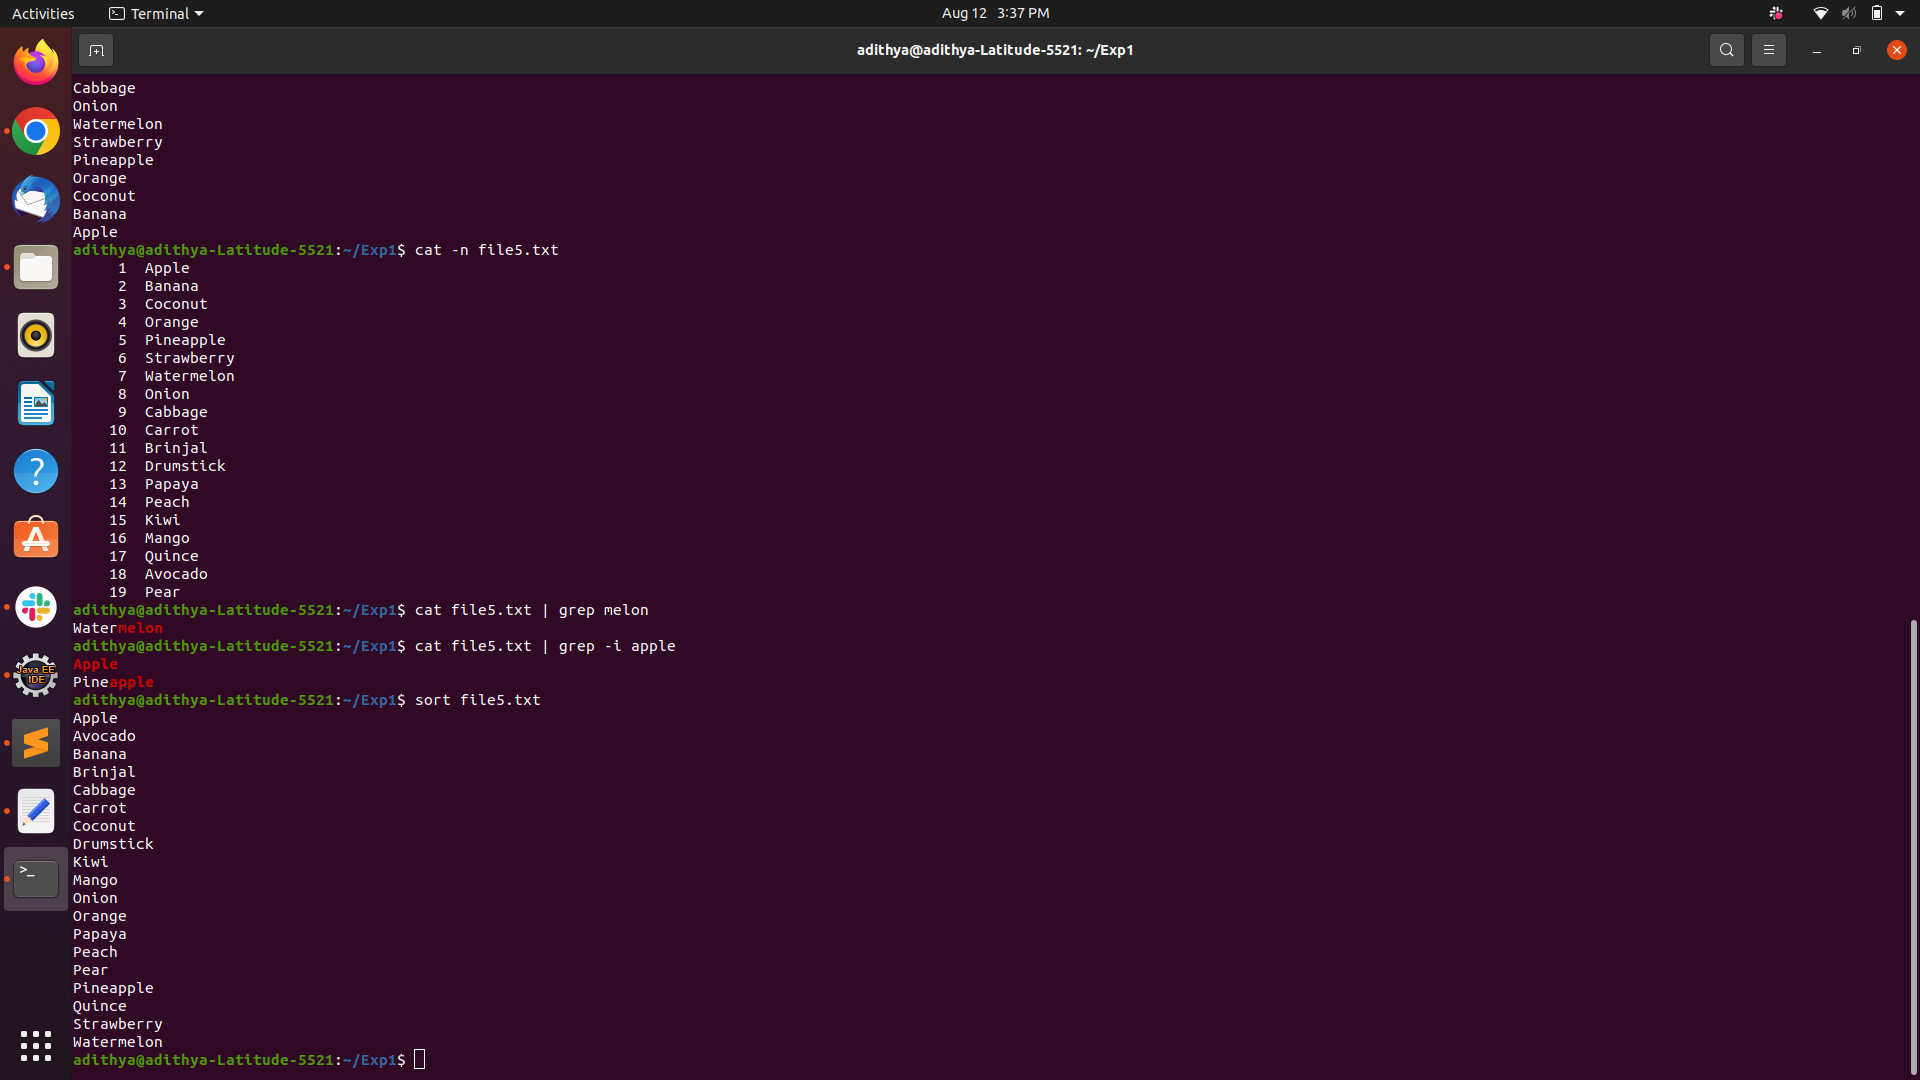 Activities
Terminal
Aug 12 3:37 PM
adithya@adithya-Latitude-5521: ~/Exp1
Cabbage
Onion
Watermelon
Strawberry
Pineapple
Orange
Coconut
Banana
Apple
adithya@adithya-Latitude-5521:~/Exp1$ cat -n file5.txt
1 Apple
2 Banana
3 Coconut
4 Orange
5 Pineapple
6 Strawberry
7 Watermelon
8 Onion
9 Cabbage
10 Carrot
11 Brinjal
12 Drumstick
13 Papaya
14 Peach
15 Kiwi
16 Mango
17 Quince
18 Avocado
19 Pear
adithya@adithya-Latitude-5521:~/Exp1$ cat file5.txt | grep melon
Watermelon
adithya@adithya-Latitude-5521:~/Exp1$ cat file5.txt | grep -i apple
Apple
Pineapple
adithya@adithya-Latitude-5521:~/Exp1$ sort file5.txt
Apple
Avocado
Banana
Brinjal
Cabbage
Carrot
Coconut
Drumstick
Kiwi
Mango
Onion
Orange
Papaya
Peach
Pear
Pineapple
Quince
Strawberry
Watermelon
adithya@adithya-Latitude-5521:~/Exp1$
Java EE
IDE